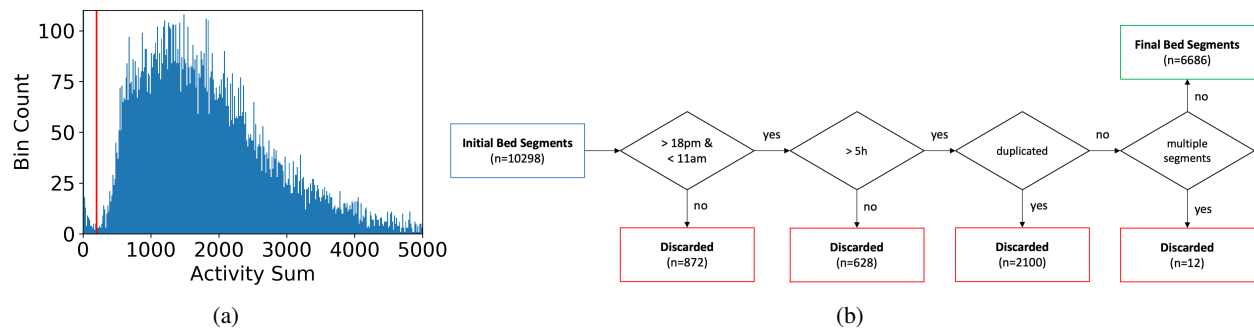 100
75
50
25
0
Bin Count
0 1000 2000 3000 4000 5000
Activity Sum
(a)
Initial Bed Segments
(n=10298)
> 18pm &
< 11am
yes
no
Discarded
(n=872)
> 5h
yes
no
Discarded
(n=628)
duplicated
no
yes
Discarded
(n=2100)
multiple
segments
no
yes
Final Bed Segments
(n=6686)
Discarded
(n=12)
(b)